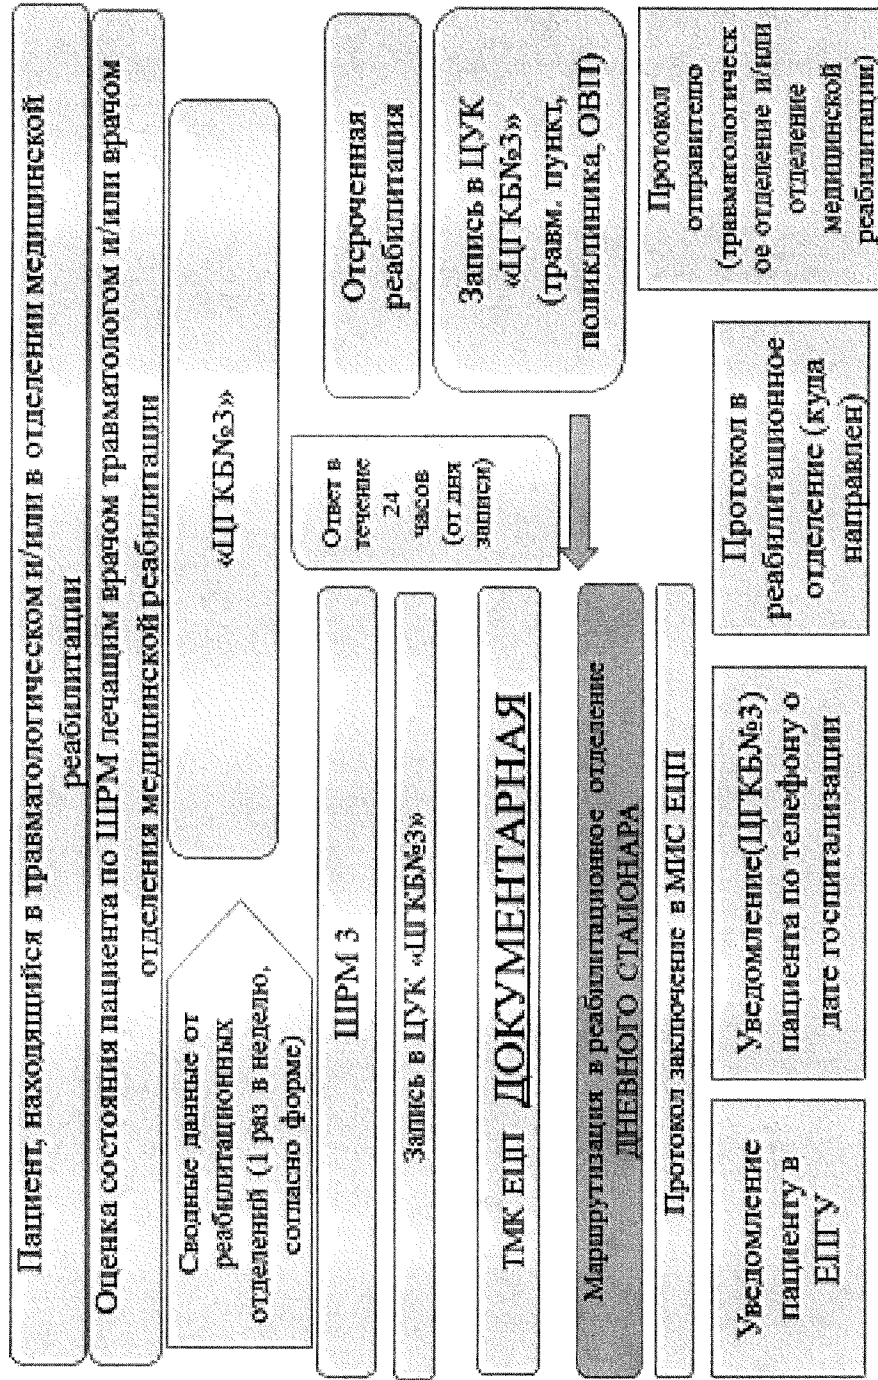 Пациент, находящийся в травматологическом и/или в отделении медицинской
реабилитации
Оценка состояния пациента по ШРМ лечащим врачом травматологом и/или врачом
отделения медицинской реабилитации
Сводные данные от
реабилитационных
отделений (1 раз в неделю,
согласно форме)
«ЦГКБ№3»
ШРМ 3
Отсроченная
реабилитация
Запись в ЦУК «ЦГКБ№3»
Ответ в
течение
24
часов
(от дня
записи)
Запись в ЦУК
«ЦГКБ№3»
(травм. пункт,
поликлиника, ОВП)
ТМК ЕЦП ДОКУМЕНТАРНАЯ
Маршрутизация в реабилитационное отделение
ДНЕВНОГО СТАЦИОНАРА
Протокол заключение в МИС ЕЦП
Уведомление
пациенту в
ЕПГУ
Уведомление(ЦГКБ№3)
пациента по телефону о
дате госпитализации
Протокол в
реабилитационное
отделение (куда
направлен)
Протокол
отправителю
(травматологическ
ое отделение и/или
отделение
медицинской
реабилитации)